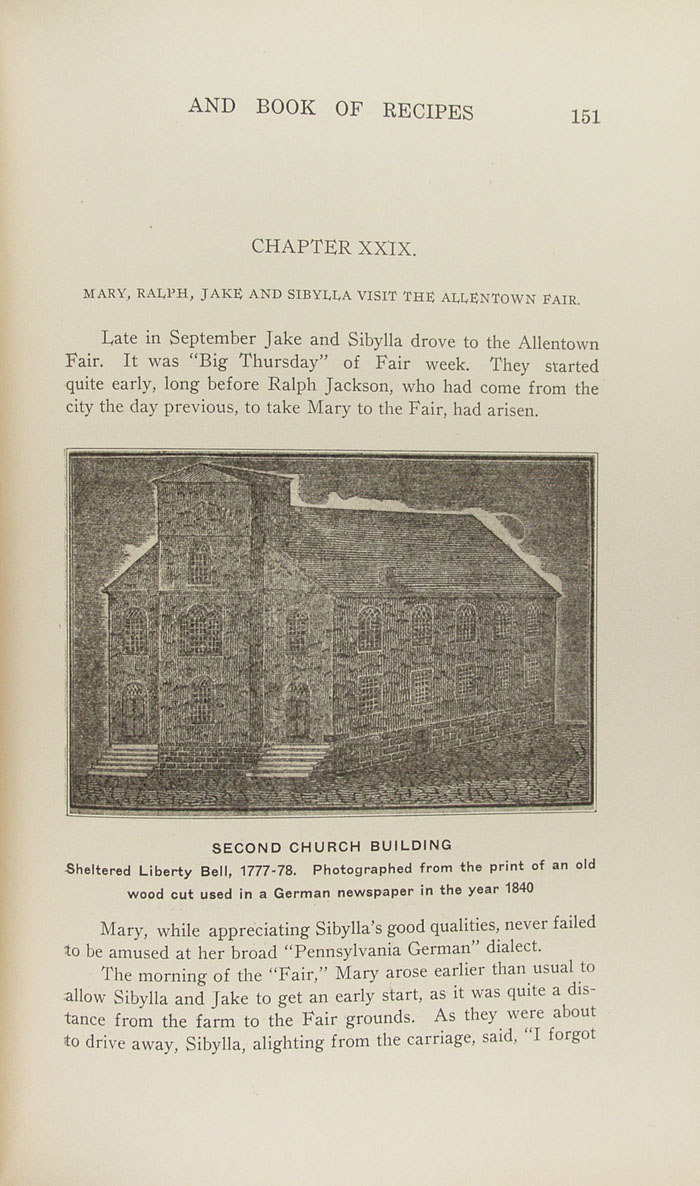 AND BOOK OF RECIPES 151
CHAPTER XXIX.
MARY, RALPH, JAKE AND SIBYLLA VISIT THE ALLENTOWN FAIR.
Late in September Jake and Sibylla drove to the Allentown
Fair. It was "Big Thursday" of Fair week. They started
quite early, long before Ralph Jackson, who had come from the
city the day previous, to take Mary to the Fair, had arisen.
SECOND CHURCH BUILDING
Sheltered Liberty Bell, 1777-78. Photographed from the print of an old
wood cut used in a German newspaper in the year 1840
Mary, while appreciating Sibylla's good qualities, never failed
to be amused at her broad "Pennsylvania German" dialect.
The morning of the "Fair," Mary arose earlier than usual to
allow Sibylla and Jake to get an early start, as it was quite a dis-
tance from the farm to the Fair grounds. As they were about
to drive away, Sibylla, alighting from the carriage, said, "I forgot